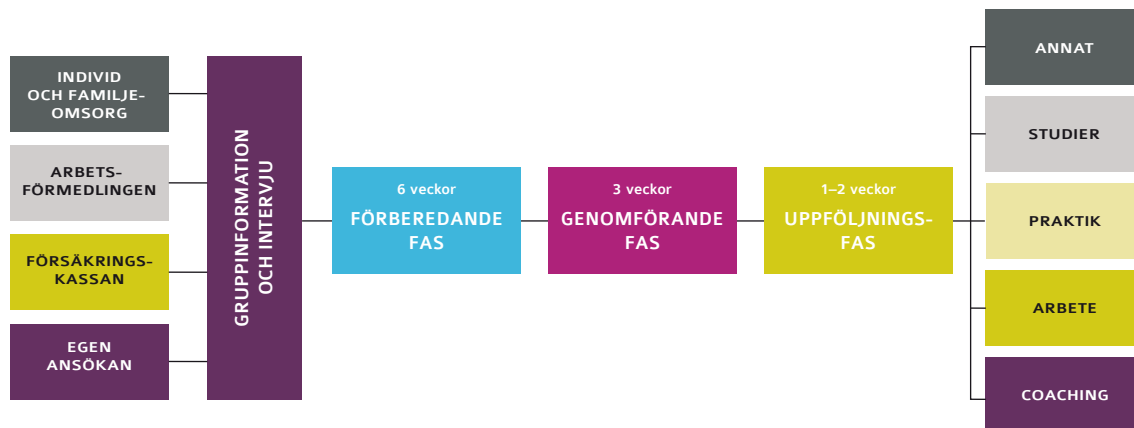 INDIVID
OCH FAMILJE-
OMSORG
ARBETS-
FÖRMEDLINGEN
FÖRSÄKRINGS-
KASSAN
EGEN
ANSÖKAN
GRUPPINFORMATION
OCH INTERVJU
6 veckor
FÖRBEREDANDE
FAS
3 veckor
GENOMFÖRANDE
FAS
1–2 veckor
UPPFÖLJNINGS-
FAS
ANNAT
STUDIER
PRAKTIK
ARBETE
COACHING